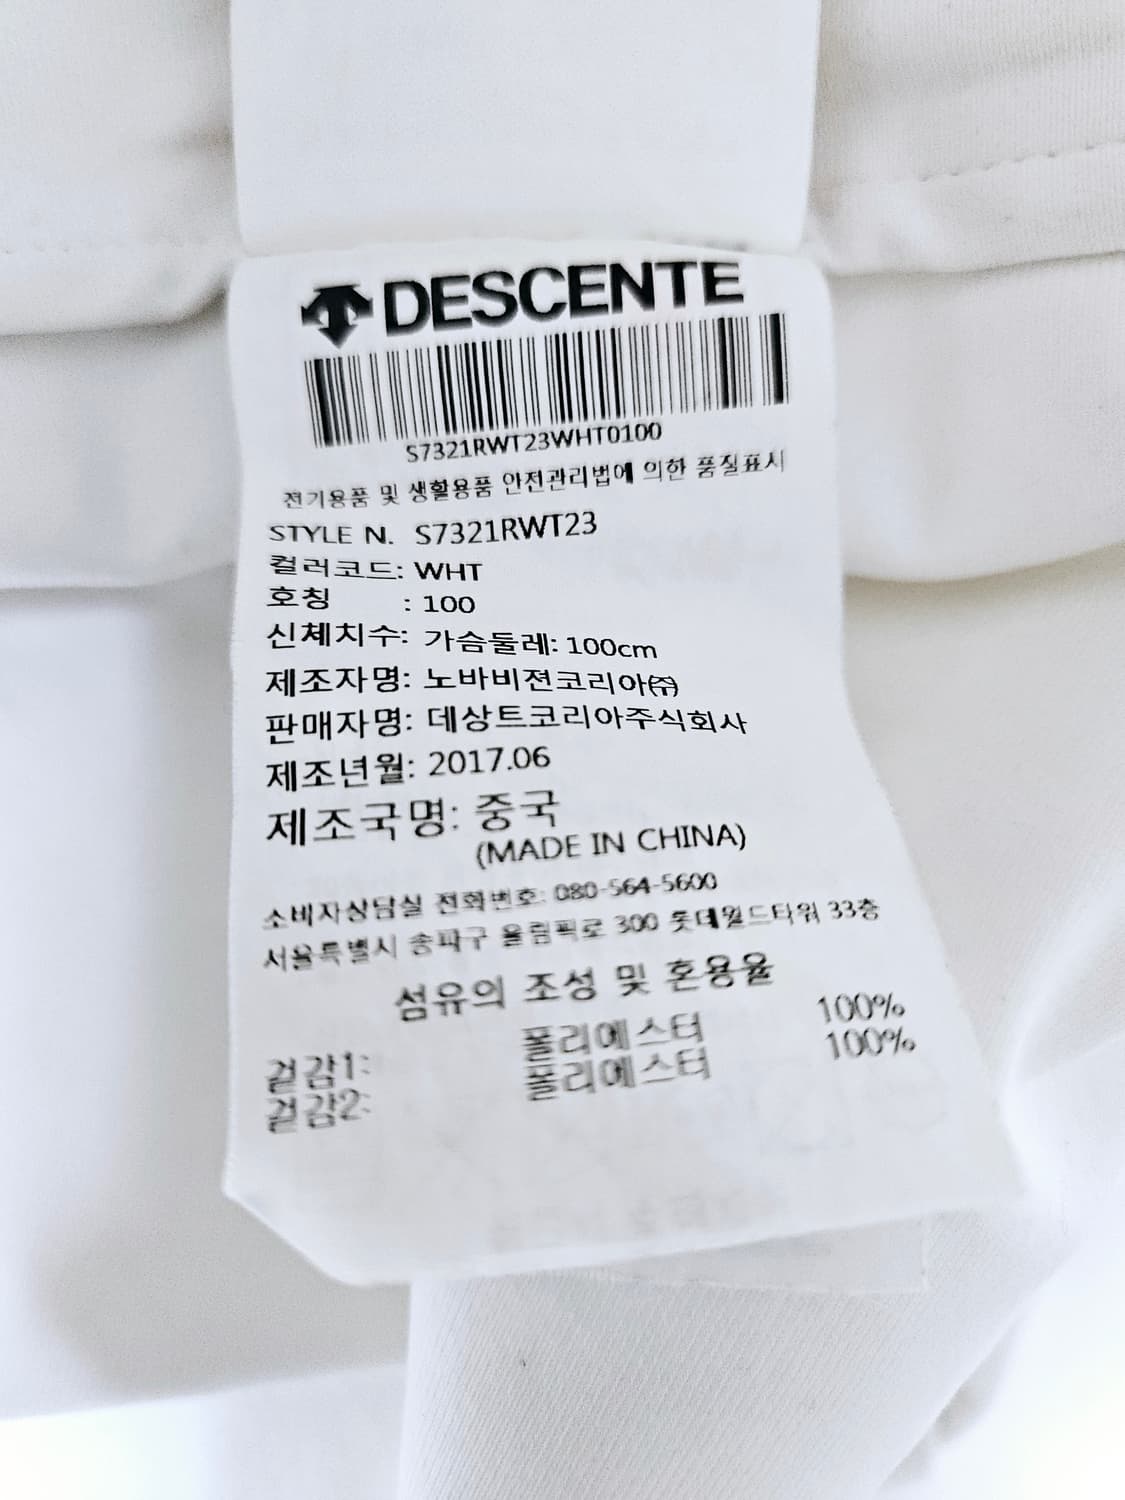 DESCENTE
S7321RWT23WHT0100
전기용품 및 생활용품 안전관리법에 의한 품질표시
STYLE N. S7321RWT23
컬러코드: WHT
호칭 : 100
신체치수: 가슴둘레: 100cm
제조자명: 노바비젼코리아㈜
판매자명: 데상트코리아주식회사
제조년월: 2017.06
제조국명: 중국
(MADE IN CHINA)
소비자상담실 전화번호: 080-564-5600
서울특별시 송파구 올림픽로 300 롯데월드타워 33층
섬유의 조성 및 혼용율
겉감1: 폴리에스터 100%
겉감2: 폴리에스터 100%